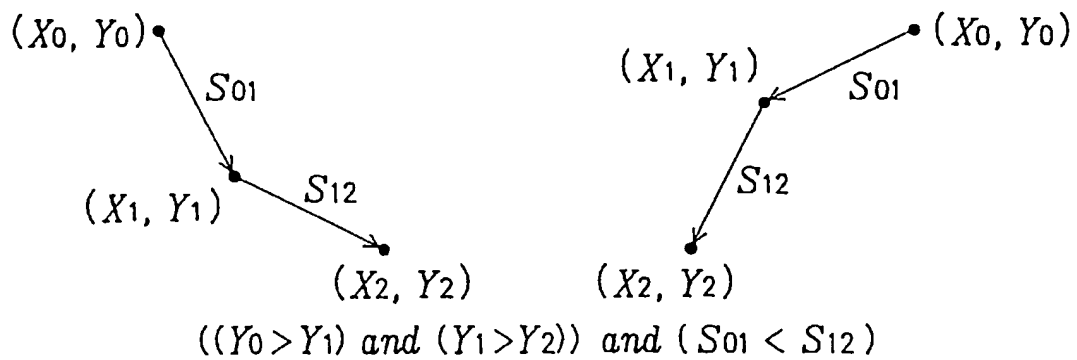 (X0, Y0)
S01
(X1, Y1)
S12
(X2, Y2)
(X0, Y0)
S01
(X1, Y1)
S12
(X2, Y2)
((Y0>Y1) and (Y1>Y2)) and (S01 < S12)